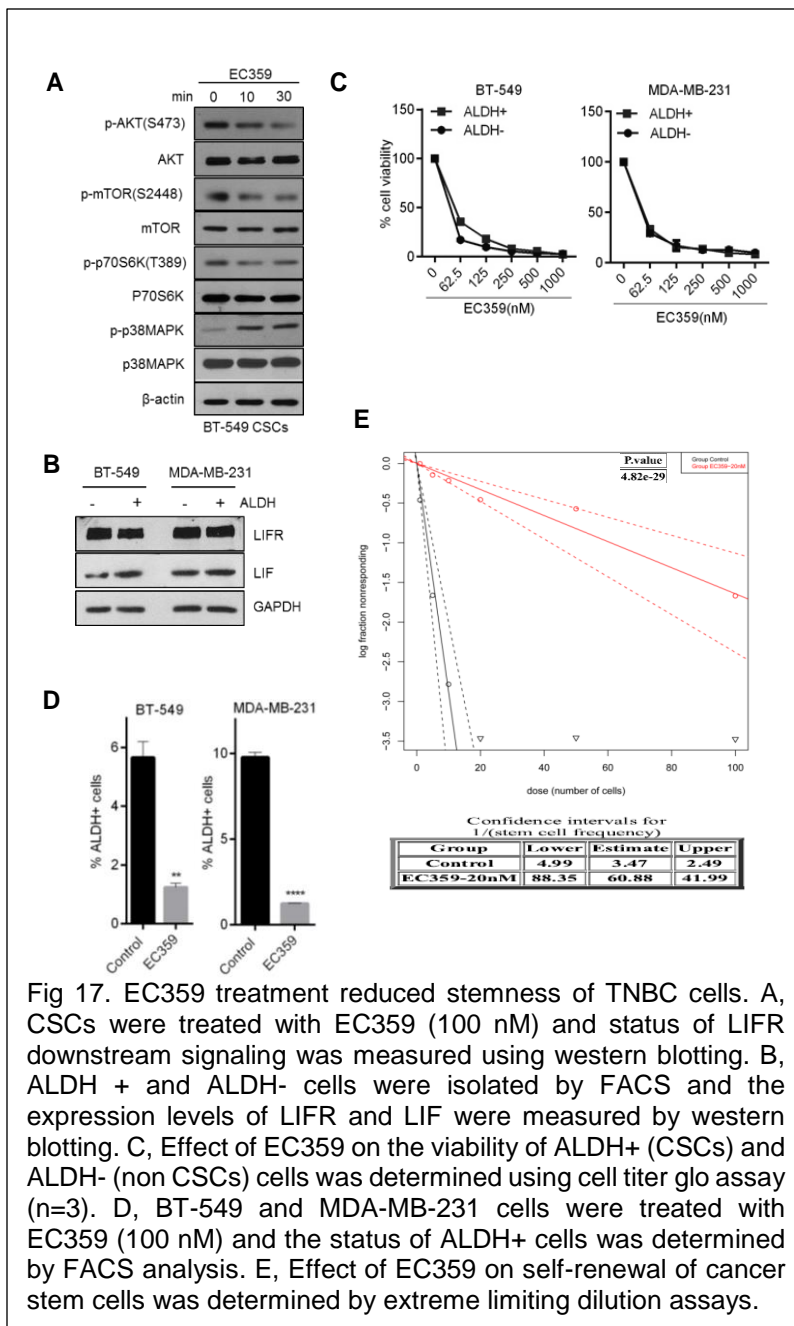 A
EC359
min 0 10 30
p-AKT(S473)
AKT
p-mTOR(S2448)
mTOR
p-p70S6K(T389)
P70S6K
p-p38MAPK
p38MAPK
β-actin
BT-549 CSCs
B
BT-549 MDA-MB-231
- + - + ALDH
LIFR
LIF
GAPDH
C
BT-549
ALDH+
ALDH-
% cell viability
150
100
50
0
0 62.5 125 250 500 1000
EC359(nM)
MDA-MB-231
ALDH+
ALDH-
150
100
50
0
0 62.5 125 250 500 1000
EC359(nM)
D
BT-549
% ALDH+ cells
6
4
2
0
**
Control EC359
MDA-MB-231
% ALDH+ cells
10
5
0
****
Control EC359
E
P.value
4.82e-29
Group Control
Group EC359-20nM
log fraction nonresponding
0.0
-0.5
-1.0
-1.5
-2.0
-2.5
-3.0
-3.5
0 20 40 60 80 100
dose (number of cells)
Confidence intervals for
1/(stem cell frequency)
Group Lower Estimate Upper
Control 4.99 3.47 2.49
EC359-20nM 88.35 60.88 41.99
Fig 17. EC359 treatment reduced stemness of TNBC cells. A,
CSCs were treated with EC359 (100 nM) and status of LIFR
downstream signaling was measured using western blotting. B,
ALDH + and ALDH- cells were isolated by FACS and the
expression levels of LIFR and LIF were measured by western
blotting. C, Effect of EC359 on the viability of ALDH+ (CSCs) and
ALDH- (non CSCs) cells was determined using cell titer glo assay
(n=3). D, BT-549 and MDA-MB-231 cells were treated with
EC359 (100 nM) and the status of ALDH+ cells was determined
by FACS analysis. E, Effect of EC359 on self-renewal of cancer
stem cells was determined by extreme limiting dilution assays.